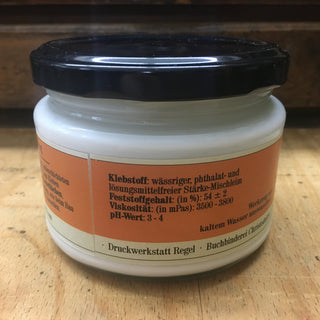 Klebstoff: wässriger, phthalat- und
lösungsmittelfreier Stärke-Mischleim
Feststoffgehalt: (in %): 54 ± 2
Viskosität: (in mPas): 3500 - 3800
pH-Wert: 3 - 4
kaltem Wasser
· Druckwerkstatt Regel · Buchbinderei